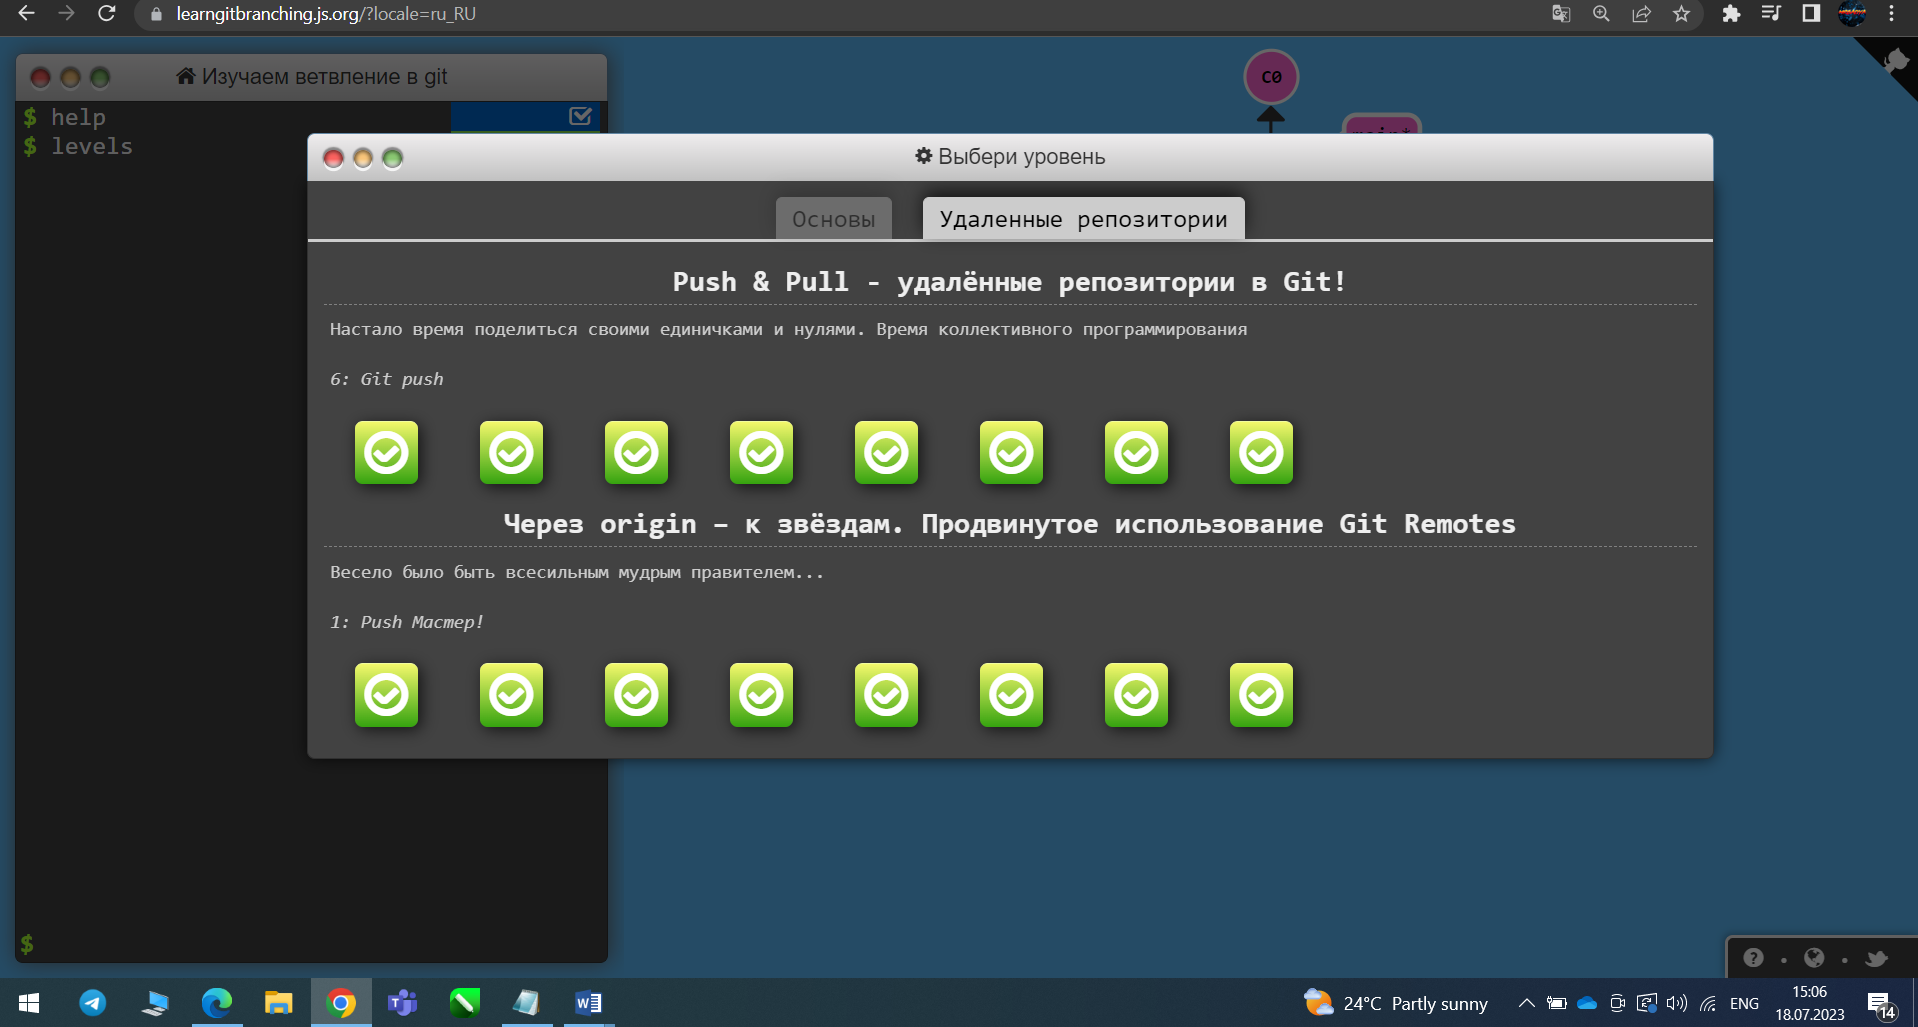 learngitbranching.js.org/?locale=ru_RU
Изучаем ветвление в git
$ help
$ levels
C0
main*
Выбери уровень
Основы
Удаленные репозитории
Push & Pull - удалённые репозитории в Git!
Настало время поделиться своими единичками и нулями. Время коллективного программирования
6: Git push
Через origin – к звёздам. Продвинутое использование Git Remotes
Весело было быть всесильным мудрым правителем...
1: Push Мастер!
$
24°C Partly sunny
ENG
15:06
18.07.2023
14